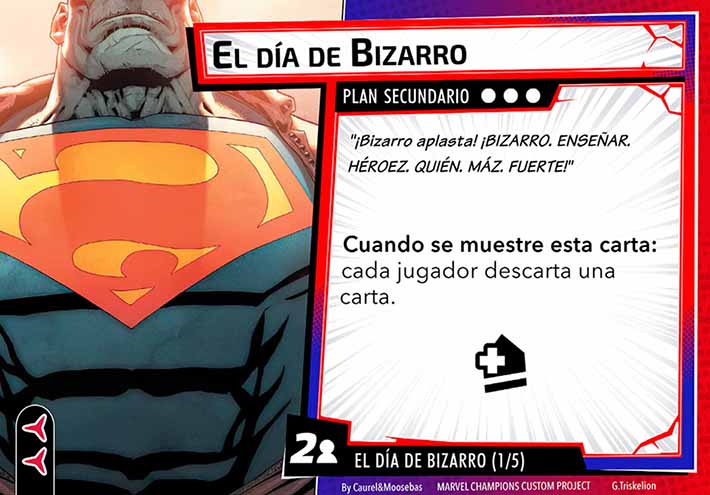 EL DÍA DE BIZARRO
PLAN SECUNDARIO
"¡Bizarro aplasta! ¡BIZARRO. ENSEÑAR.
HÉROEZ. QUIÉN. MÁZ. FUERTE!"
Cuando se muestre esta carta:
cada jugador descarta una
carta.
2
EL DÍA DE BIZARRO (1/5)
By Caurel&Moosebas MARVEL CHAMPIONS CUSTOM PROJECT G.Triskelion